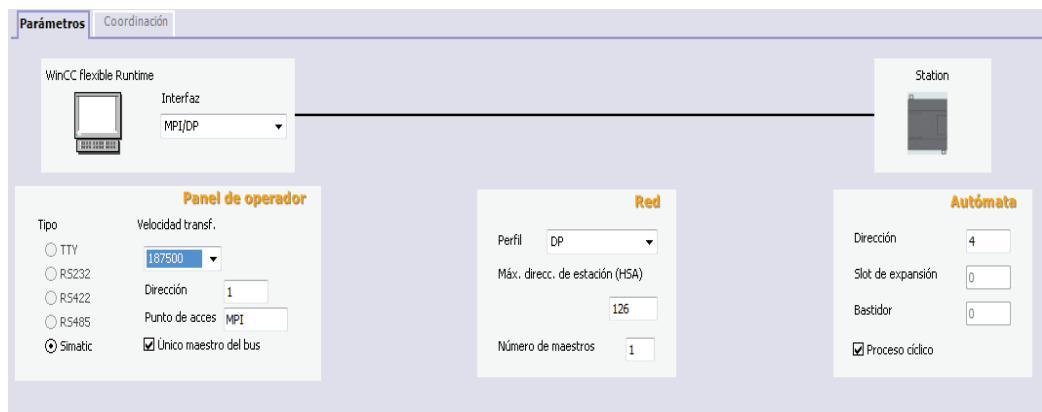 Parámetros Coordinación
WinCC flexible Runtime
Interfaz
MPI/DP
Station
Panel de operador
Tipo Velocidad transf.
TTY
187500
RS232
RS422
Dirección 1
RS485
Punto de acces MPI
Simatic
Único maestro del bus
Red
Perfil DP
Máx. direcc. de estación (HSA)
126
Número de maestros 1
Autómata
Dirección 4
Slot de expansión 0
Bastidor 0
Proceso cíclico